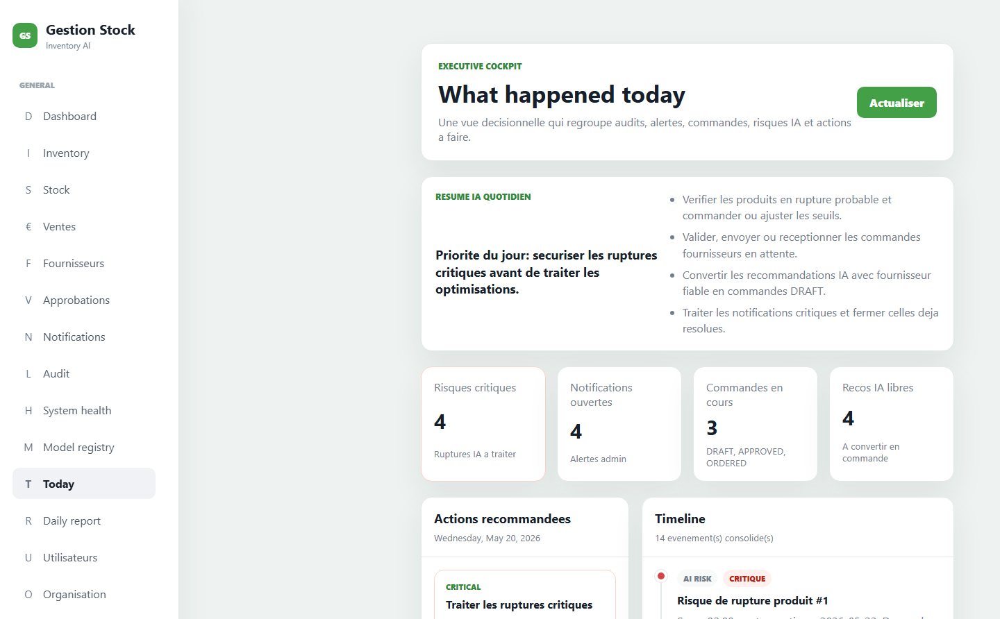 GS
Gestion Stock
Inventory AI
GENERAL
D Dashboard
I Inventory
S Stock
€ Ventes
F Fournisseurs
V Approbations
N Notifications
L Audit
H System health
M Model registry
T Today
R Daily report
U Utilisateurs
O Organisation
EXECUTIVE COCKPIT
What happened today
Une vue decisionnelle qui regroupe audits, alertes, commandes, risques IA et actions
a faire.
Actualiser
RESUME IA QUOTIDIEN
Priorite du jour: securiser les ruptures
critiques avant de traiter les
optimisations.
Verifier les produits en rupture probable et
commander ou ajuster les seuils.
Valider, envoyer ou receptionner les commandes
fournisseurs en attente.
Convertir les recommandations IA avec fournisseur
fiable en commandes DRAFT.
Traiter les notifications critiques et fermer celles deja
resolues.
Risques critiques
4
Ruptures IA a traiter
Notifications
ouvertes
4
Alertes admin
Commandes en
cours
3
DRAFT, APPROVED,
ORDERED
Recos IA libres
4
A convertir en
commande
Actions recommandees
Wednesday, May 20, 2026
CRITICAL
Traiter les ruptures critiques
Timeline
14 evenement(s) consolide(s)
AI RISK
CRITIQUE
Risque de rupture produit #1